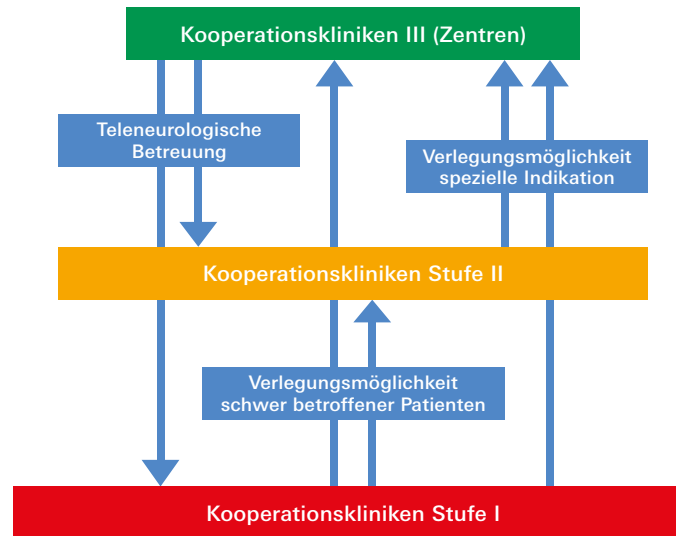 Kooperationskliniken III (Zentren)
Teleneurologische
Betreuung
Verlegungsmöglichkeit
spezielle Indikation
Kooperationskliniken Stufe II
Verlegungsmöglichkeit
schwer betroffener Patienten
Kooperationskliniken Stufe I